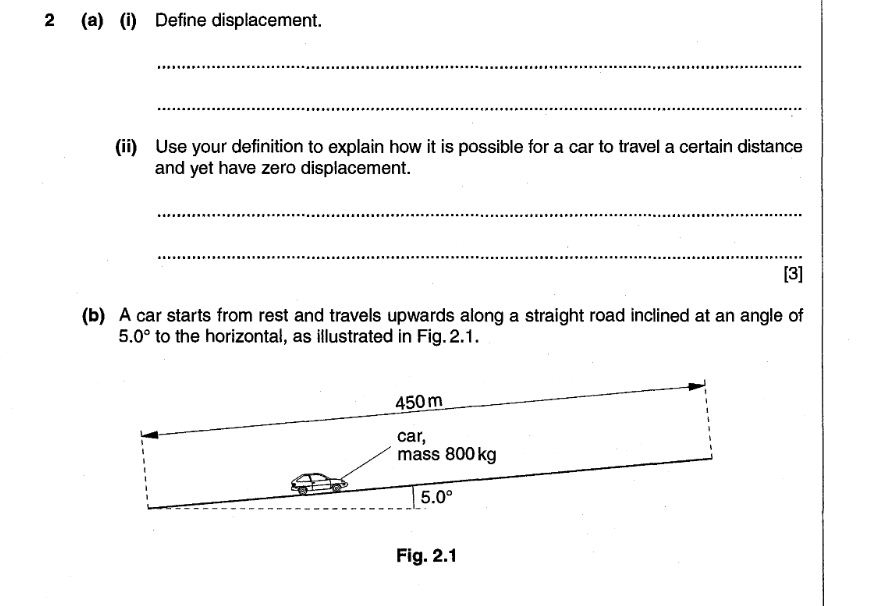 2 (a) (i) Define displacement.
(ii) Use your definition to explain how it is possible for a car to travel a certain distance
and yet have zero displacement.
[3]
(b) A car starts from rest and travels upwards along a straight road inclined at an angle of
5.0° to the horizontal, as illustrated in Fig. 2.1.
450 m
car,
mass 800 kg
5.0°
Fig. 2.1